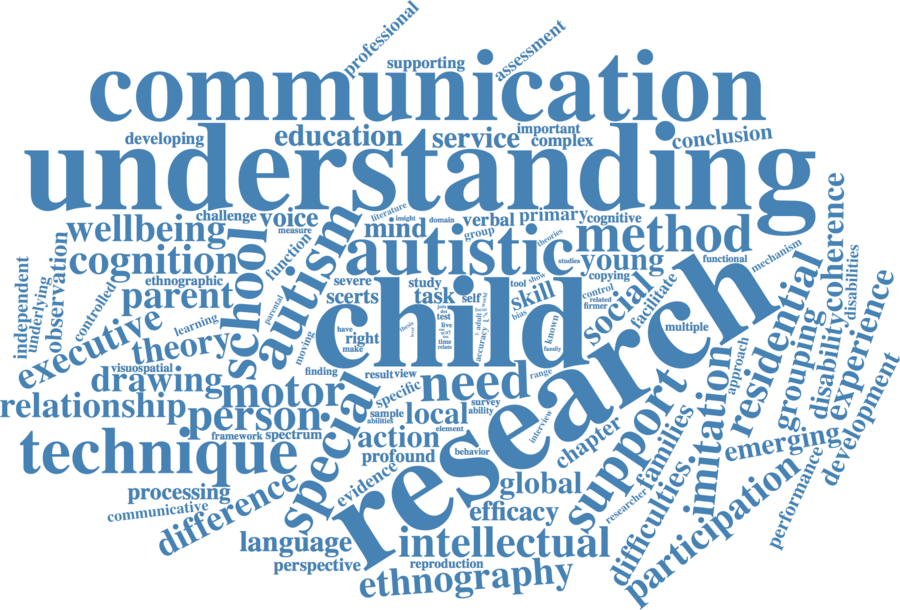 professional
supporting
assessment
communication
developing
education
service
important
complex
conclusion
understanding
wellbeing
challenge
voice
measure
literature
insight
domain
mind
verbal
primary
cognitive
group
theories
autistic
method
studies
young
functional
mechanism
coherence
disabilities
independent
underlying
observation
cognition
controlled
ethnographic
parent
school
function
autism
parental
severe
study
scerts
task
self
tool
show
skill
bias
copying
control
related
firmer
social
facilitate
multiple
residential
executive
learning
theory
moving
have
right
make
thesis
test
live
time
relate
adult
accuracy
world
known
family
child
research
approach
grouping
disability
experience
visuospatial
finding
result
view
drawing
motor
special
specific
need
range
relationship
person
sample
abilities
local
survey
ability
element
interview
support
imitation
development
framework
spectrum
action
behavior
chapter
families
emerging
technique
profound
evidence
global
researcher
difficulties
participation
performance
processing
communicative
difference
efficacy
language
intellectual
perspective
reproduction
ethnography